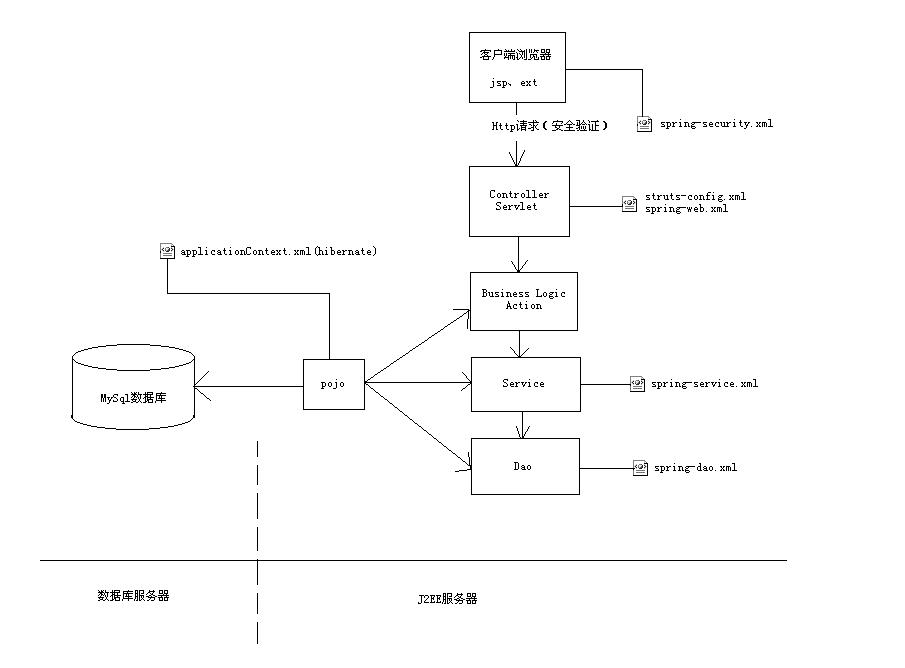 客户端浏览器
jsp、ext
Http请求(安全验证)
spring-security.xml
Controller
Servlet
struts-config.xml
spring-web.xml
applicationContext.xml(hibernate)
Business Logic
Action
MySql数据库
pojo
Service
spring-service.xml
Dao
spring-dao.xml
数据库服务器
J2EE服务器